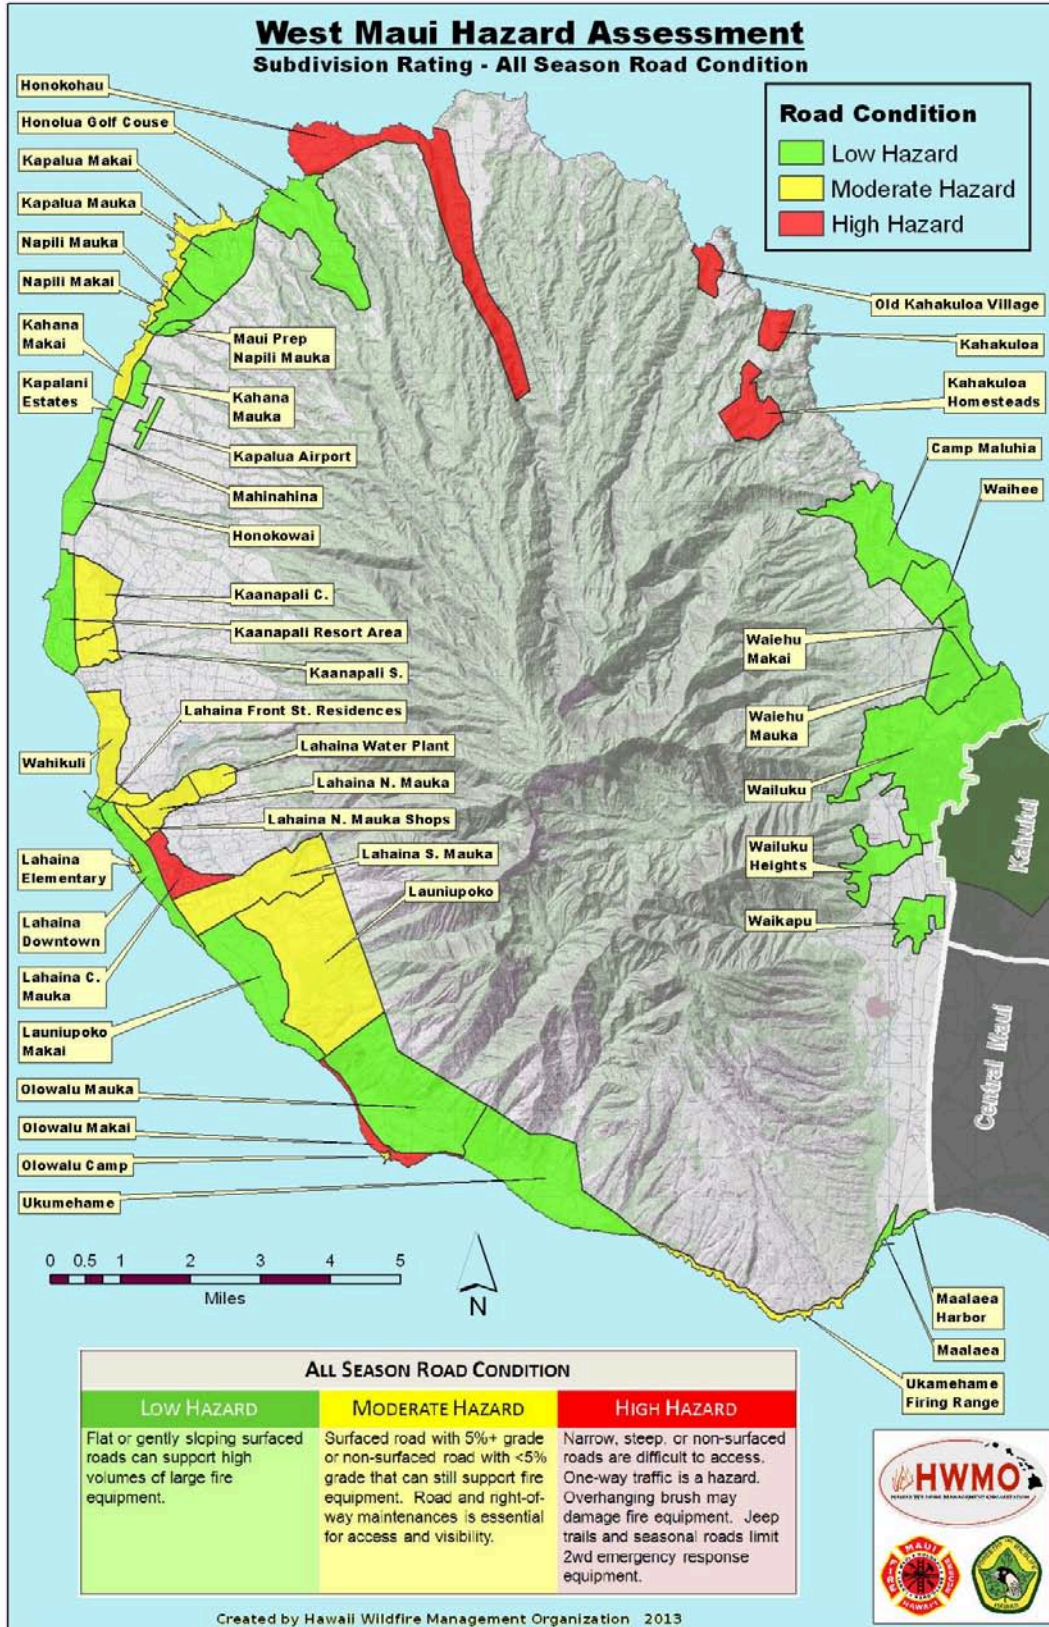 West Maui Hazard Assessment
Subdivision Rating - All Season Road Condition
Honokohau
Honolua Golf Couse
Kapalua Makai
Kapalua Mauka
Napili Mauka
Napili Makai
Kahana
Makai
Kapalani
Estates
Road Condition
Low Hazard
Moderate Hazard
High Hazard
Old Kahakuloa Village
Kahakuloa
Kahakuloa
Homesteads
Camp Maluhia
Waihee
Maui Prep
Napili Mauka
Kahana
Mauka
Kapalua Airport
Mahinahina
Honokowai
Kaanapali C.
Kaanapali Resort Area
Kaanapali S.
Lahaina Front St. Residences
Lahaina Water Plant
Lahaina N. Mauka
Lahaina N. Mauka Shops
Lahaina S. Mauka
Launiupoko
Waiehu
Makai
Waiehu
Mauka
Wailuku
Wailuku
Heights
Waikapu
Kahului
Central Maui
Wahikuli
Lahaina
Elementary
Lahaina
Downtown
Lahaina C.
Mauka
Launiupoko
Makai
Olowalu Mauka
Olowalu Makai
Olowalu Camp
Ukumehame
0 0.5 1 2 3 4 5
Miles
N
Maalaea
Harbor
Maalaea
Ukamehame
Firing Range
ALL SEASON ROAD CONDITION
LOW HAZARD
Flat or gently sloping surfaced
roads can support high
volumes of large fire
equipment.
MODERATE HAZARD
Surfaced road with 5%+ grade
or non-surfaced road with <5%
grade that can still support fire
equipment. Road and right-of-
way maintenances is essential
for access and visibility.
HIGH HAZARD
Narrow, steep, or non-surfaced
roads are difficult to access.
One-way traffic is a hazard.
Overhanging brush may
damage fire equipment. Jeep
trails and seasonal roads limit
2wd emergency response
equipment.
HWMO
MAUI
FIRE
HAWAII
Created by Hawaii Wildfire Management Organization 2013